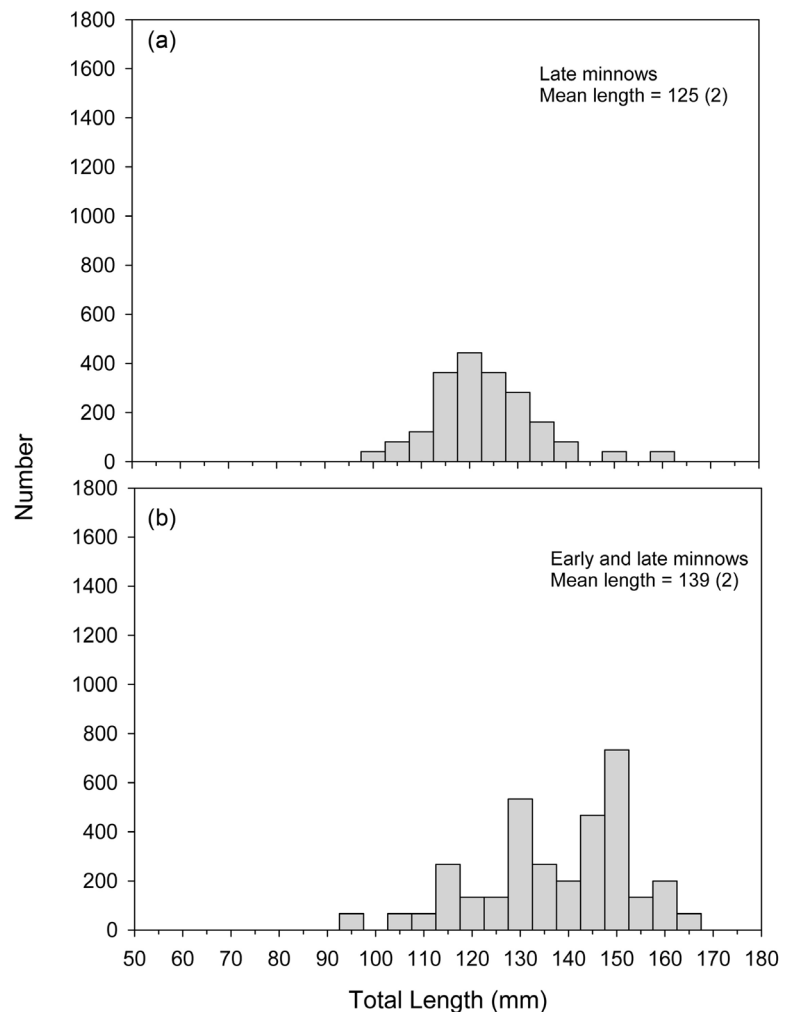 (a)
Late minnows
Mean length = 125 (2)
1800
1600
1400
1200
1000
800
600
400
200
0
Number
(b)
Early and late minnows
Mean length = 139 (2)
1800
1600
1400
1200
1000
800
600
400
200
0
50 60 70 80 90 100 110 120 130 140 150 160 170 180
Total Length (mm)